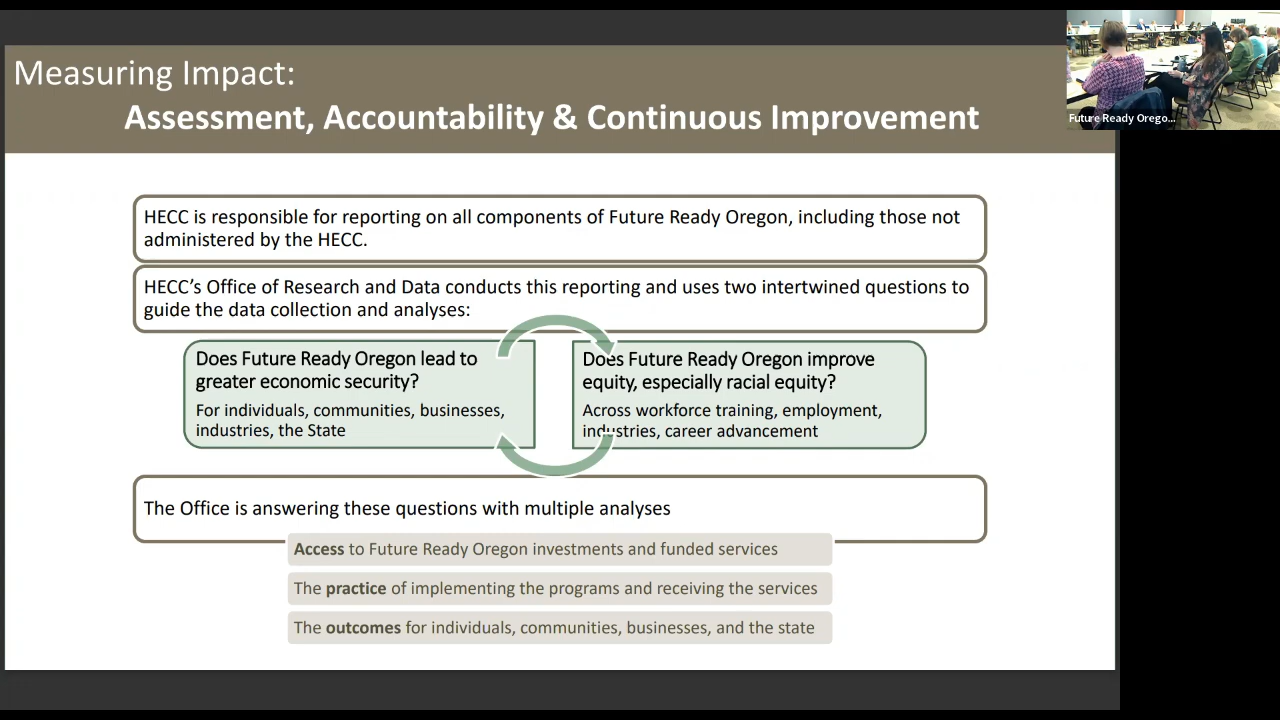 Measuring Impact:
Assessment, Accountability & Continuous Improvement
Future Ready Orego...
HECC is responsible for reporting on all components of Future Ready Oregon, including those not
administered by the HECC.
HECC’s Office of Research and Data conducts this reporting and uses two intertwined questions to
guide the data collection and analyses:
Does Future Ready Oregon lead to
greater economic security?
For individuals, communities, businesses,
industries, the State
Does Future Ready Oregon improve
equity, especially racial equity?
Across workforce training, employment,
industries, career advancement
The Office is answering these questions with multiple analyses
Access to Future Ready Oregon investments and funded services
The practice of implementing the programs and receiving the services
The outcomes for individuals, communities, businesses, and the state